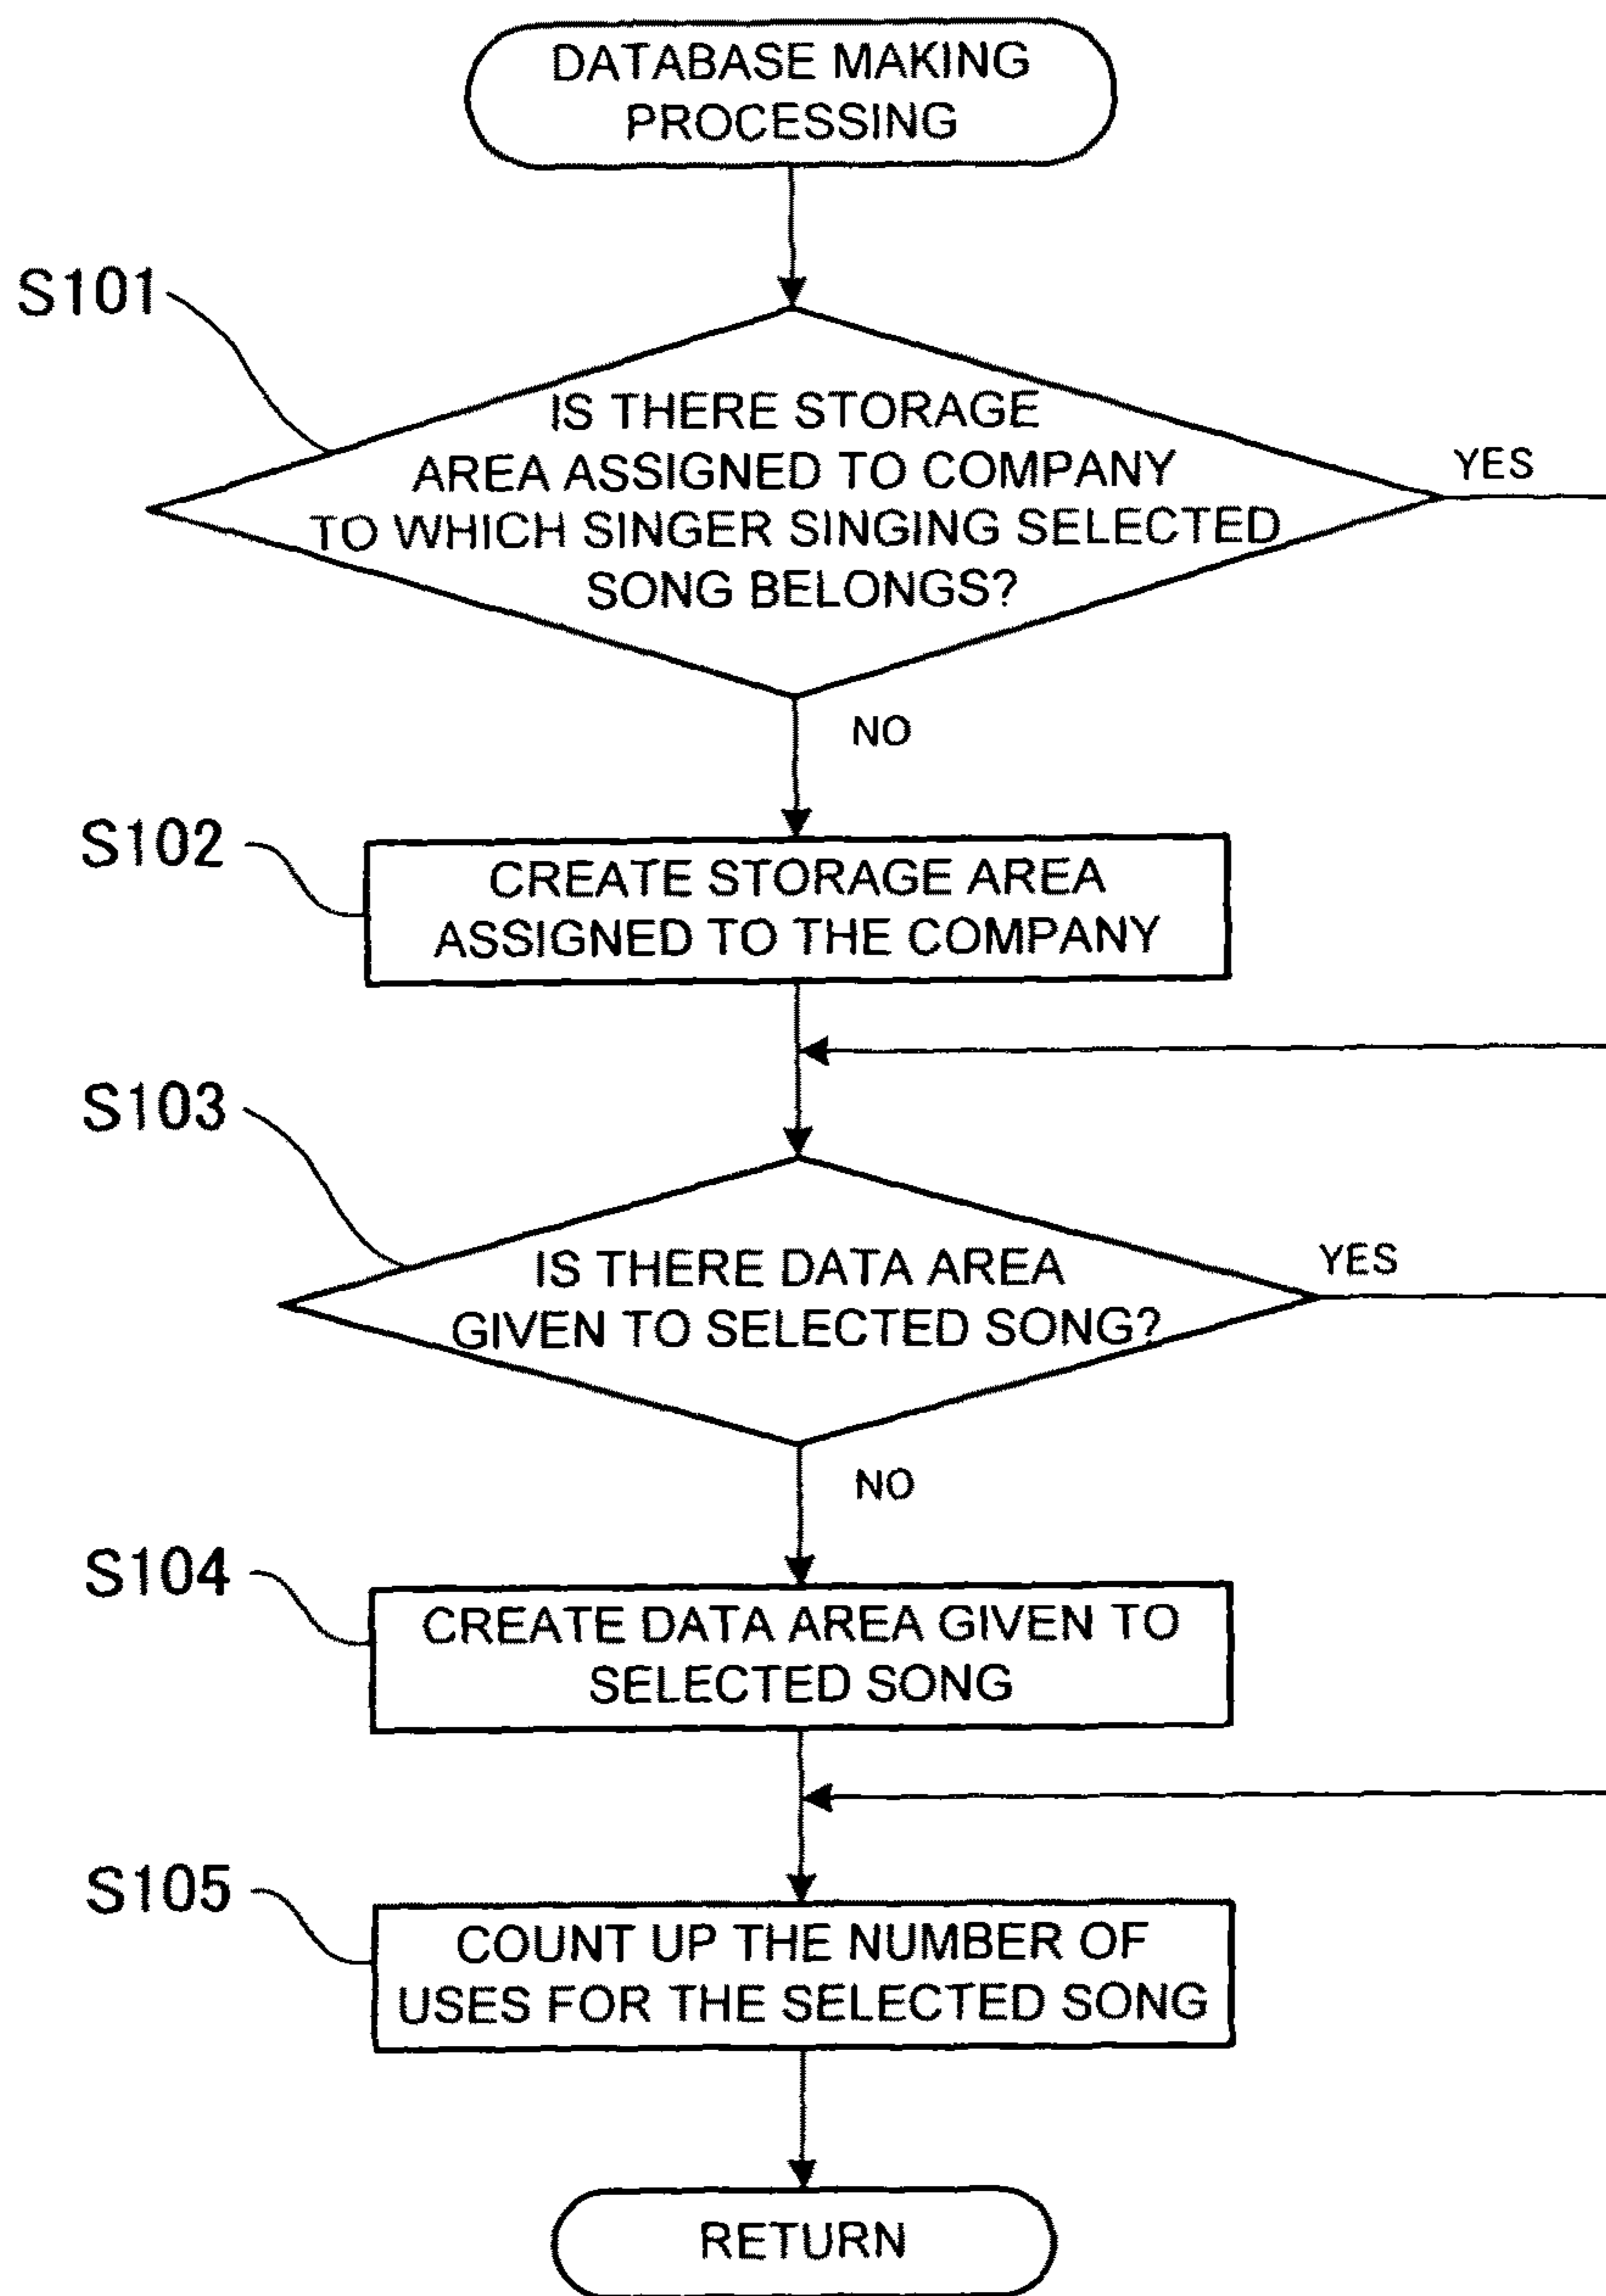 DATABASE MAKING
PROCESSING
S101
IS THERE STORAGE
AREA ASSIGNED TO COMPANY
TO WHICH SINGER SINGING SELECTED
SONG BELONGS?
YES
NO
S102
CREATE STORAGE AREA
ASSIGNED TO THE COMPANY
S103
IS THERE DATA AREA
GIVEN TO SELECTED SONG?
YES
NO
S104
CREATE DATA AREA GIVEN TO
SELECTED SONG
S105
COUNT UP THE NUMBER OF
USES FOR THE SELECTED SONG
RETURN